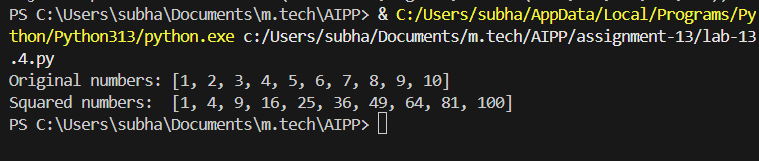 PS C:\Users\subha\Documents\m.tech\AIPP> & C:/Users/subha/AppData/Local/Programs/Py
thon/Python313/python.exe c:/Users/subha/Documents/m.tech/AIPP/assignment-13/lab-13
.4.py
Original numbers: [1, 2, 3, 4, 5, 6, 7, 8, 9, 10]
Squared numbers:  [1, 4, 9, 16, 25, 36, 49, 64, 81, 100]
PS C:\Users\subha\Documents\m.tech\AIPP>